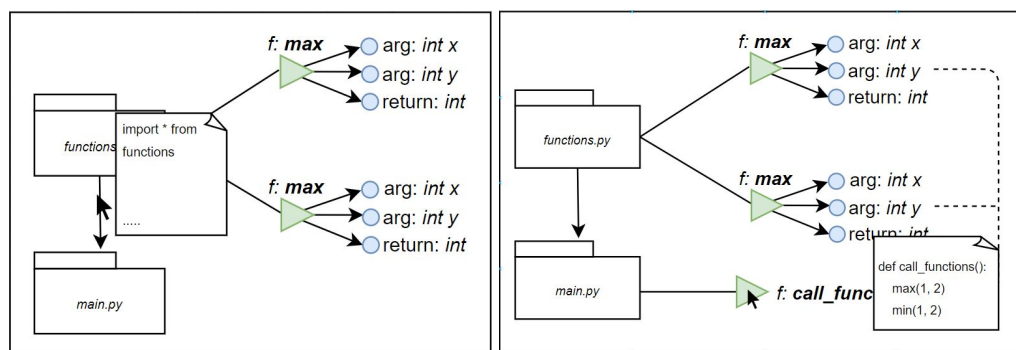 f: max
arg: int x
arg: int y
return: int
functions
import * from
functions
.....
f: max
arg: int x
arg: int y
return: int
main.py
f: max
arg: int x
arg: int y
return: int
functions.py
f: max
arg: int x
arg: int y
return: int
main.py
f: call_func
def call_functions():
max(1, 2)
min(1, 2)